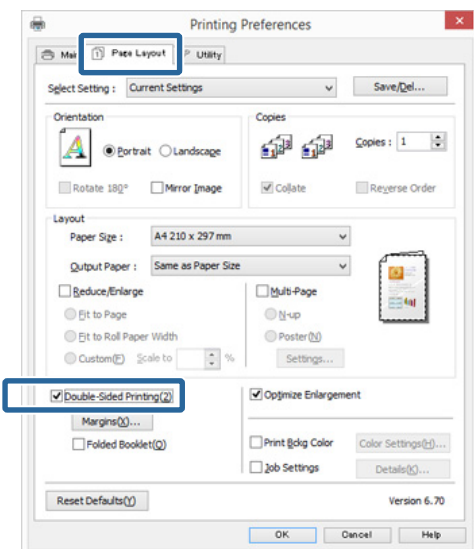 Printing Preferences
Main Page Layout Utility
Select Setting : Current Settings Save/Del...
Orientation Copies
Portrait Landscape Copies : 1
Rotate 180° Mirror Image Collate Reverse Order
Layout
Paper Size : A4 210 x 297 mm
Output Paper : Same as Paper Size
Reduce/Enlarge Multi-Page
Fit to Page N-up
Fit to Roll Paper Width Poster(N)
Custom(F) Scale to % Settings...
Double-Sided Printing(2) Optimize Enlargement
Margins(X)...
Folded Booklet(O) Print Bckg Color Color Settings(H)...
Job Settings Details(K)...
Reset Defaults(Y) Version 6.70
OK Cancel Help